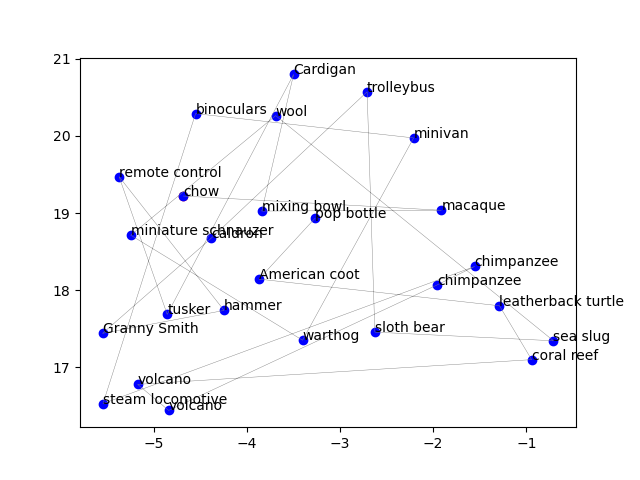 21
Cardigan
trolleybus
binoculars
wool
20
minivan
remote control
chow
19
mixing bowl
pop bottle
macaque
miniature schnauzer
caldron
chimpanzee
18
American coot
chimpanzee
leatherback turtle
tusker
hammer
Granny Smith
warthog
sloth bear
sea slug
coral reef
17
volcano
steam locomotive
volcano
−5
−4
−3
−2
−1